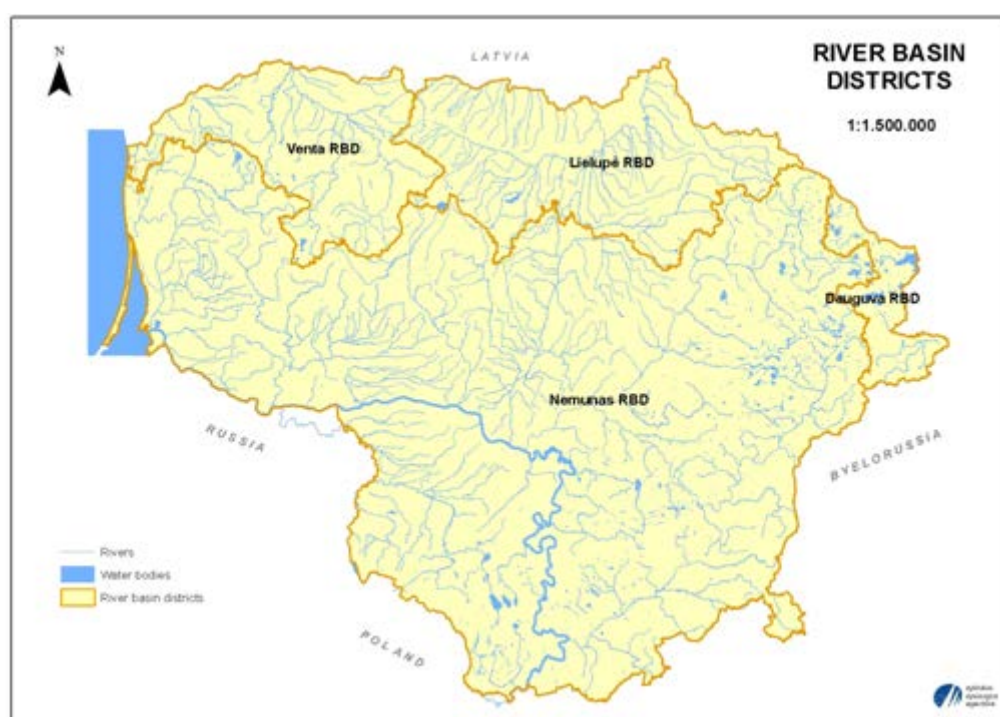 N
LATVIA
RIVER BASIN
DISTRICTS
1:1.500.000
Venta RBD
Lielupé RBD
Dauguva RBD
Nemunas RBD
RUSSIA
BYELORUSSIA
Rivers
Water bodies
River basin districts
POLAND